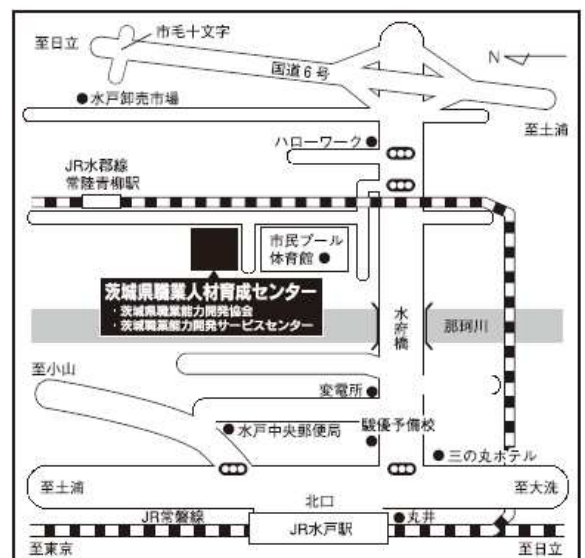 市毛十文字
至日立
国道6号
N
水戸卸売市場
至土浦
ハローワーク
JR水郡線
常陸青柳駅
市民プール
体育館
茨城県職業人材育成センター
・茨城県職業能力開発協会
・茨城職業能力開発サービスセンター
水府橋
那珂川
至小山
変電所
駿優予備校
水戸中央郵便局
三の丸ホテル
至土浦
至大洗
北口
JR常磐線
丸井
JR水戸駅
至東京
至日立